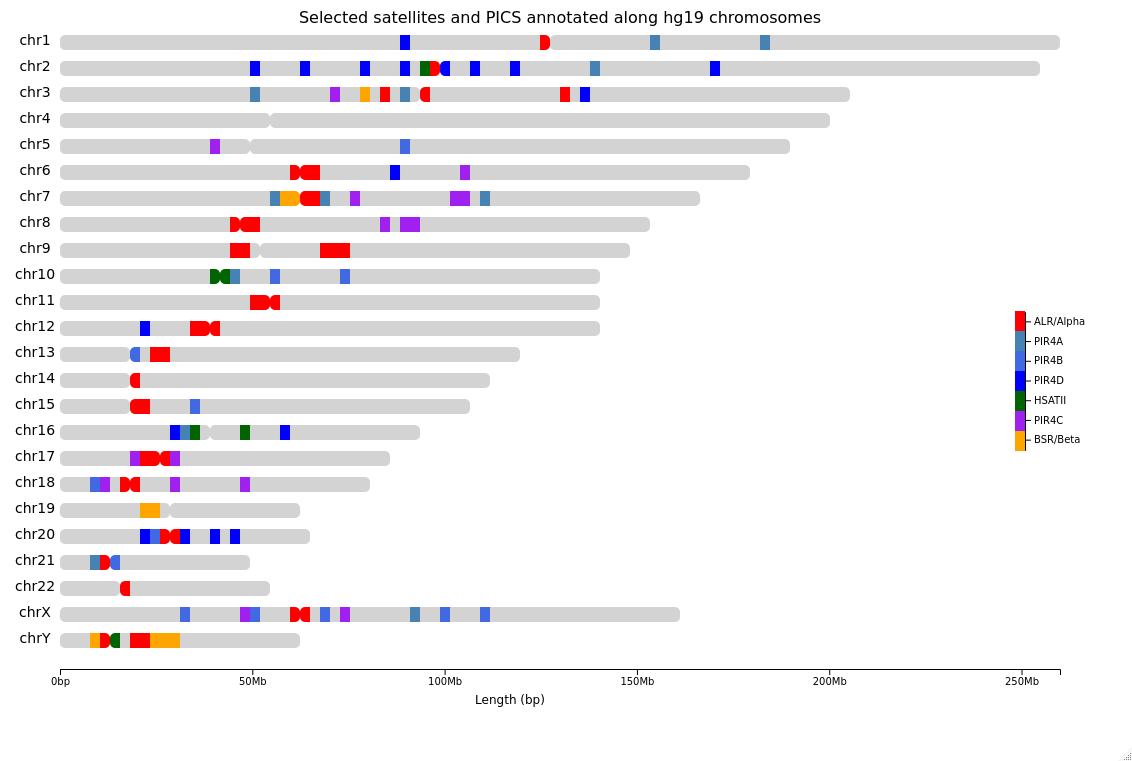 Selected satellites and PICS annotated along hg19 chromosomes
chr1
chr2
chr3
chr4
chr5
chr6
chr7
chr8
chr9
chr10
chr11
chr12
chr13
chr14
chr15
chr16
chr17
chr18
chr19
chr20
chr21
chr22
chrX
chrY
ALR/Alpha
PIR4A
PIR4B
PIR4D
HSATII
PIR4C
BSR/Beta
0bp 50Mb 100Mb 150Mb 200Mb 250Mb
Length (bp)